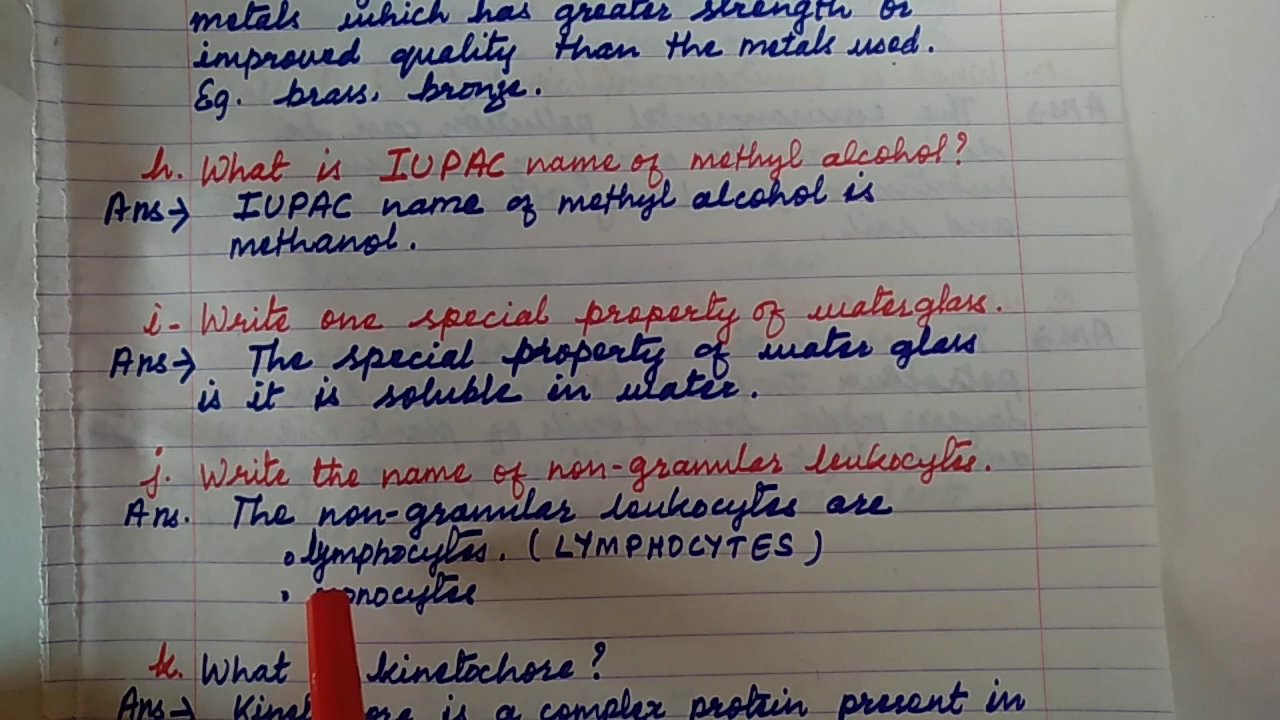 metals which has greater strength or
improved quality than the metals used.
Eg. brass, bronze.
h. What is IUPAC name of methyl alcohol?
Ans→ IUPAC name of methyl alcohol is
methanol.
i- Write one special property of waterglass.
Ans→ The special property of water glass
is it is soluble in water.
j. Write the name of non-granular leukocytes.
Ans. The non-granular leukocytes are
lymphocytes. (LYMPHOCYTES)
• monocytes
k. What kinetochore?
Ans→ is a complex protein present in